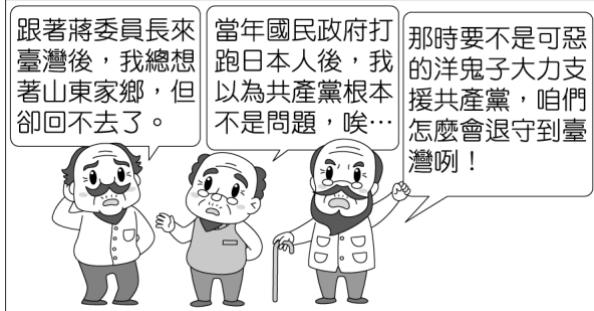 跟著蔣委員長來
臺灣後，我總想
著山東家鄉，但
卻回不去了。
當年國民政府打
跑日本人後，我
以為共產黨根本
不是問題，唉…
那時要不是可惡
的洋鬼子大力支
援共產黨，咱們
怎麼會退守到臺
灣咧！